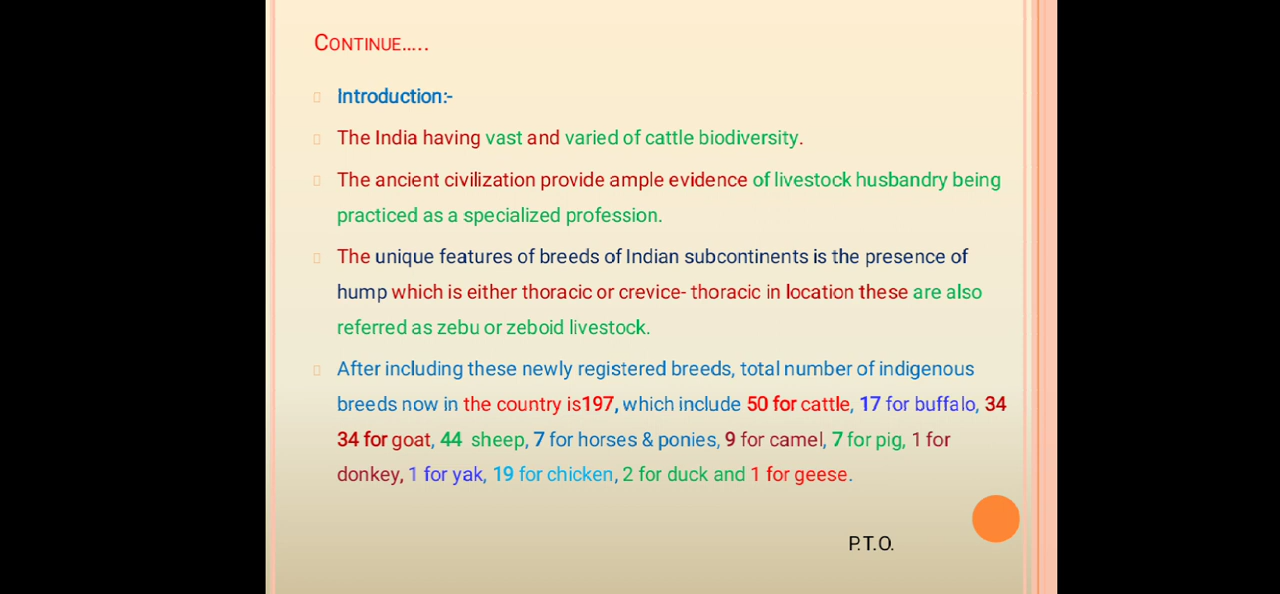 CONTINUE.....
Introduction:-
The India having vast and varied of cattle biodiversity.
The ancient civilization provide ample evidence of livestock husbandry being
practiced as a specialized profession.
The unique features of breeds of Indian subcontinents is the presence of
hump which is either thoracic or crevice- thoracic in location these are also
referred as zebu or zeboid livestock.
After including these newly registered breeds, total number of indigenous
breeds now in the country is197, which include 50 for cattle, 17 for buffalo, 34
34 for goat, 44 sheep, 7 for horses & ponies, 9 for camel, 7 for pig, 1 for
donkey, 1 for yak, 19 for chicken, 2 for duck and 1 for geese.
P.T.O.